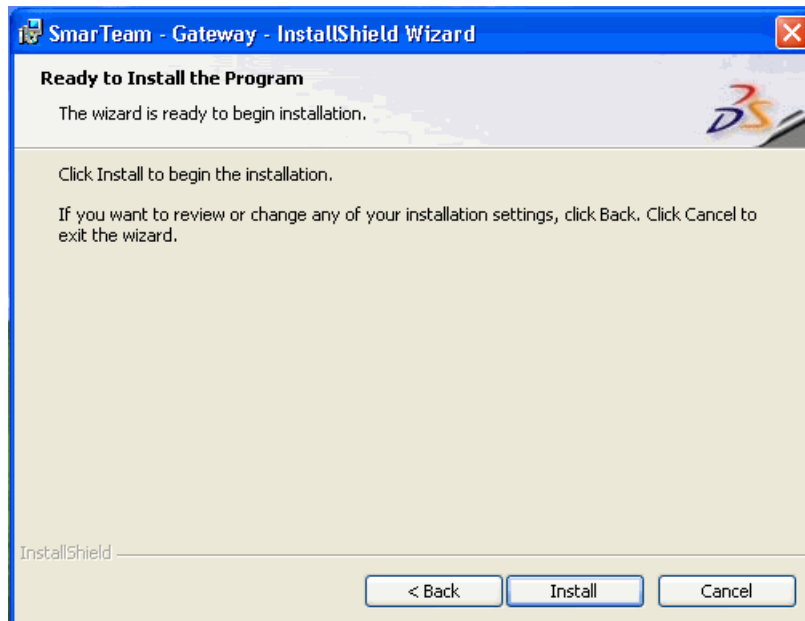 SmarTeam - Gateway - InstallShield Wizard
Ready to Install the Program
The wizard is ready to begin installation.
Click Install to begin the installation.
If you want to review or change any of your installation settings, click Back. Click Cancel to
exit the wizard.
InstallShield
< Back
Install
Cancel